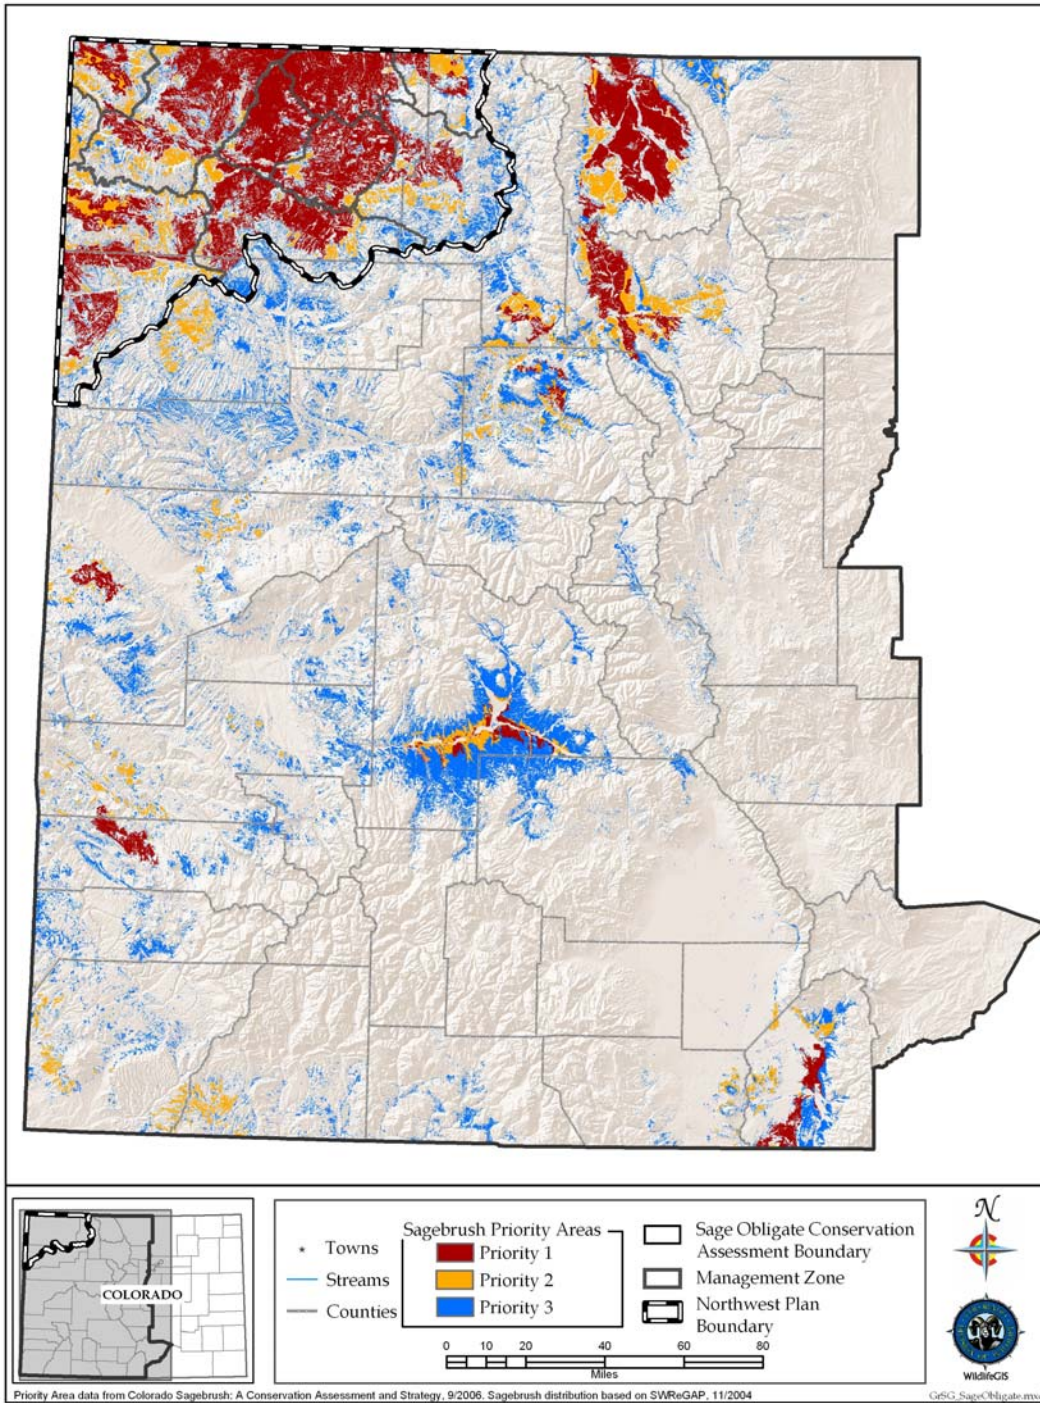 COLORADO
* Towns
Streams
Counties
Sagebrush Priority Areas
Priority 1
Priority 2
Priority 3
Sage Obligate Conservation
Assessment Boundary
Management Zone
Northwest Plan
Boundary
0 10 20 40 60 80
Miles
N
WildlifeGIS
Priority Area data from Colorado Sagebrush: A Conservation Assessment and Strategy, 9/2006. Sagebrush distribution based on SWReGAP, 11/2004